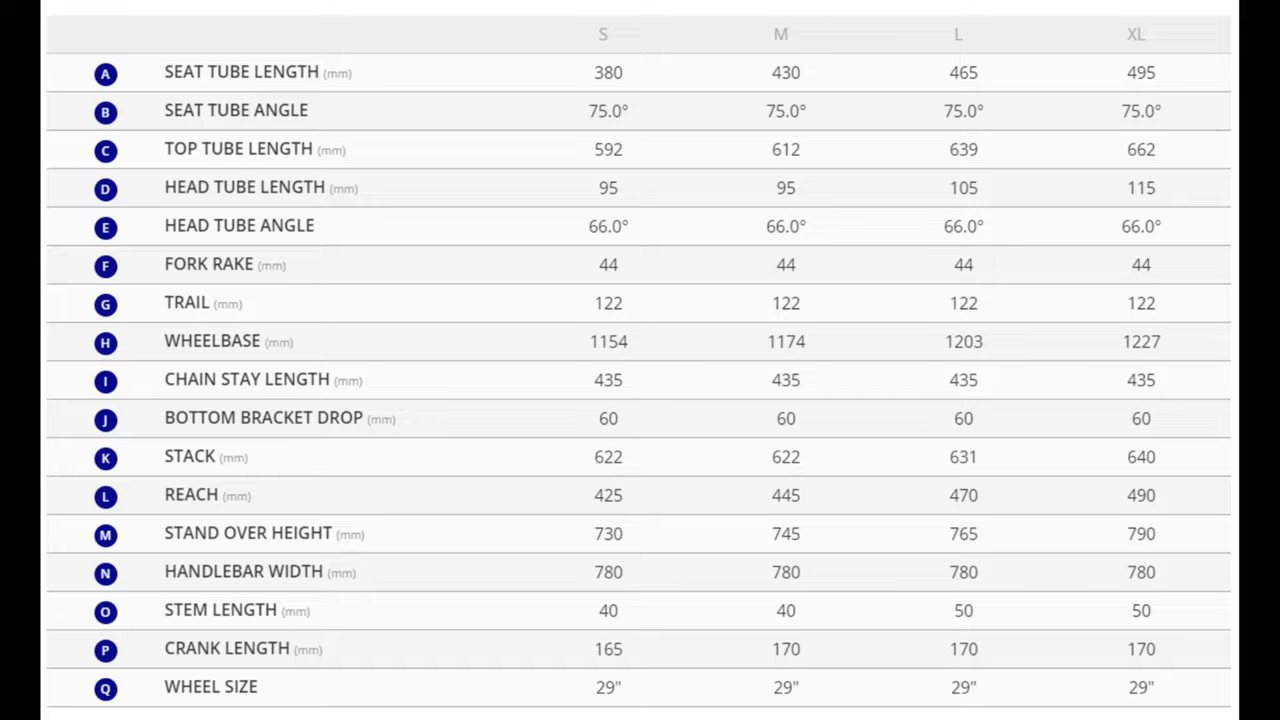 S M L XL
A SEAT TUBE LENGTH (mm) 380 430 465 495
B SEAT TUBE ANGLE 75.0° 75.0° 75.0° 75.0°
C TOP TUBE LENGTH (mm) 592 612 639 662
D HEAD TUBE LENGTH (mm) 95 95 105 115
E HEAD TUBE ANGLE 66.0° 66.0° 66.0° 66.0°
F FORK RAKE (mm) 44 44 44 44
G TRAIL (mm) 122 122 122 122
H WHEELBASE (mm) 1154 1174 1203 1227
I CHAIN STAY LENGTH (mm) 435 435 435 435
J BOTTOM BRACKET DROP (mm) 60 60 60 60
K STACK (mm) 622 622 631 640
L REACH (mm) 425 445 470 490
M STAND OVER HEIGHT (mm) 730 745 765 790
N HANDLEBAR WIDTH (mm) 780 780 780 780
O STEM LENGTH (mm) 40 40 50 50
P CRANK LENGTH (mm) 165 170 170 170
Q WHEEL SIZE 29" 29" 29" 29"